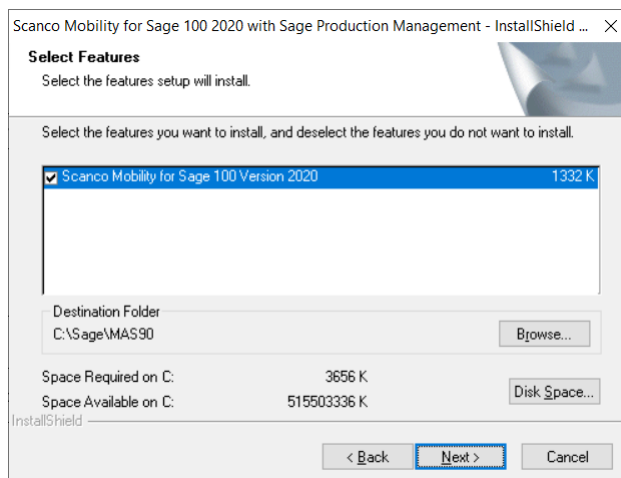 Scanco Mobility for Sage 100 2020 with Sage Production Management - InstallShield ...
Select Features
Select the features setup will install.
Select the features you want to install, and deselect the features you do not want to install.
Scanco Mobility for Sage 100 Version 2020 1332 K
Destination Folder
C:\Sage\MAS90 Browse...
Space Required on C: 3656 K
Space Available on C: 515503336 K
Disk Space...
InstallShield
< Back Next > Cancel